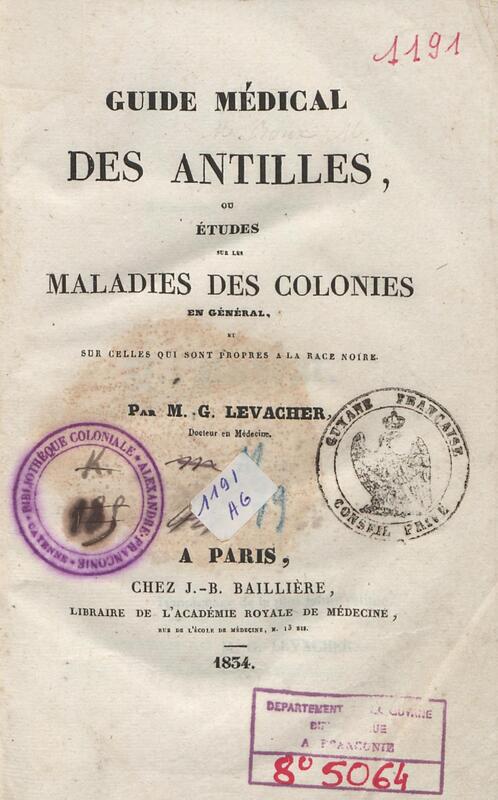 1191
GUIDE MÉDICAL
DES ANTILLES,
OU
ÉTUDES
SUR LES
MALADIES DES COLONIES
EN GÉNÉRAL,
ET
SUR CELLES QUI SONT PROPRES A LA RACE NOIRE.
PAR M. G. LEVACHER,
Docteur en Médecine.
GUYANE FRANÇAISE
CONSEIL PRIVÉ
BIBLIOTHÈQUE COLONIALE * ALEXANDRE-FRANCONIE * CAYENNE *
1191
AG
A PARIS,
CHEZ J.-B. BAILLIÈRE,
LIBRAIRE DE L'ACADÉMIE ROYALE DE MÉDECINE,
RUE DE L'ÉCOLE DE MÉDECINE, N. 13 BIS.
1834.
DEPARTEMENT GUYANE
A FRANCONIE
8° 5064